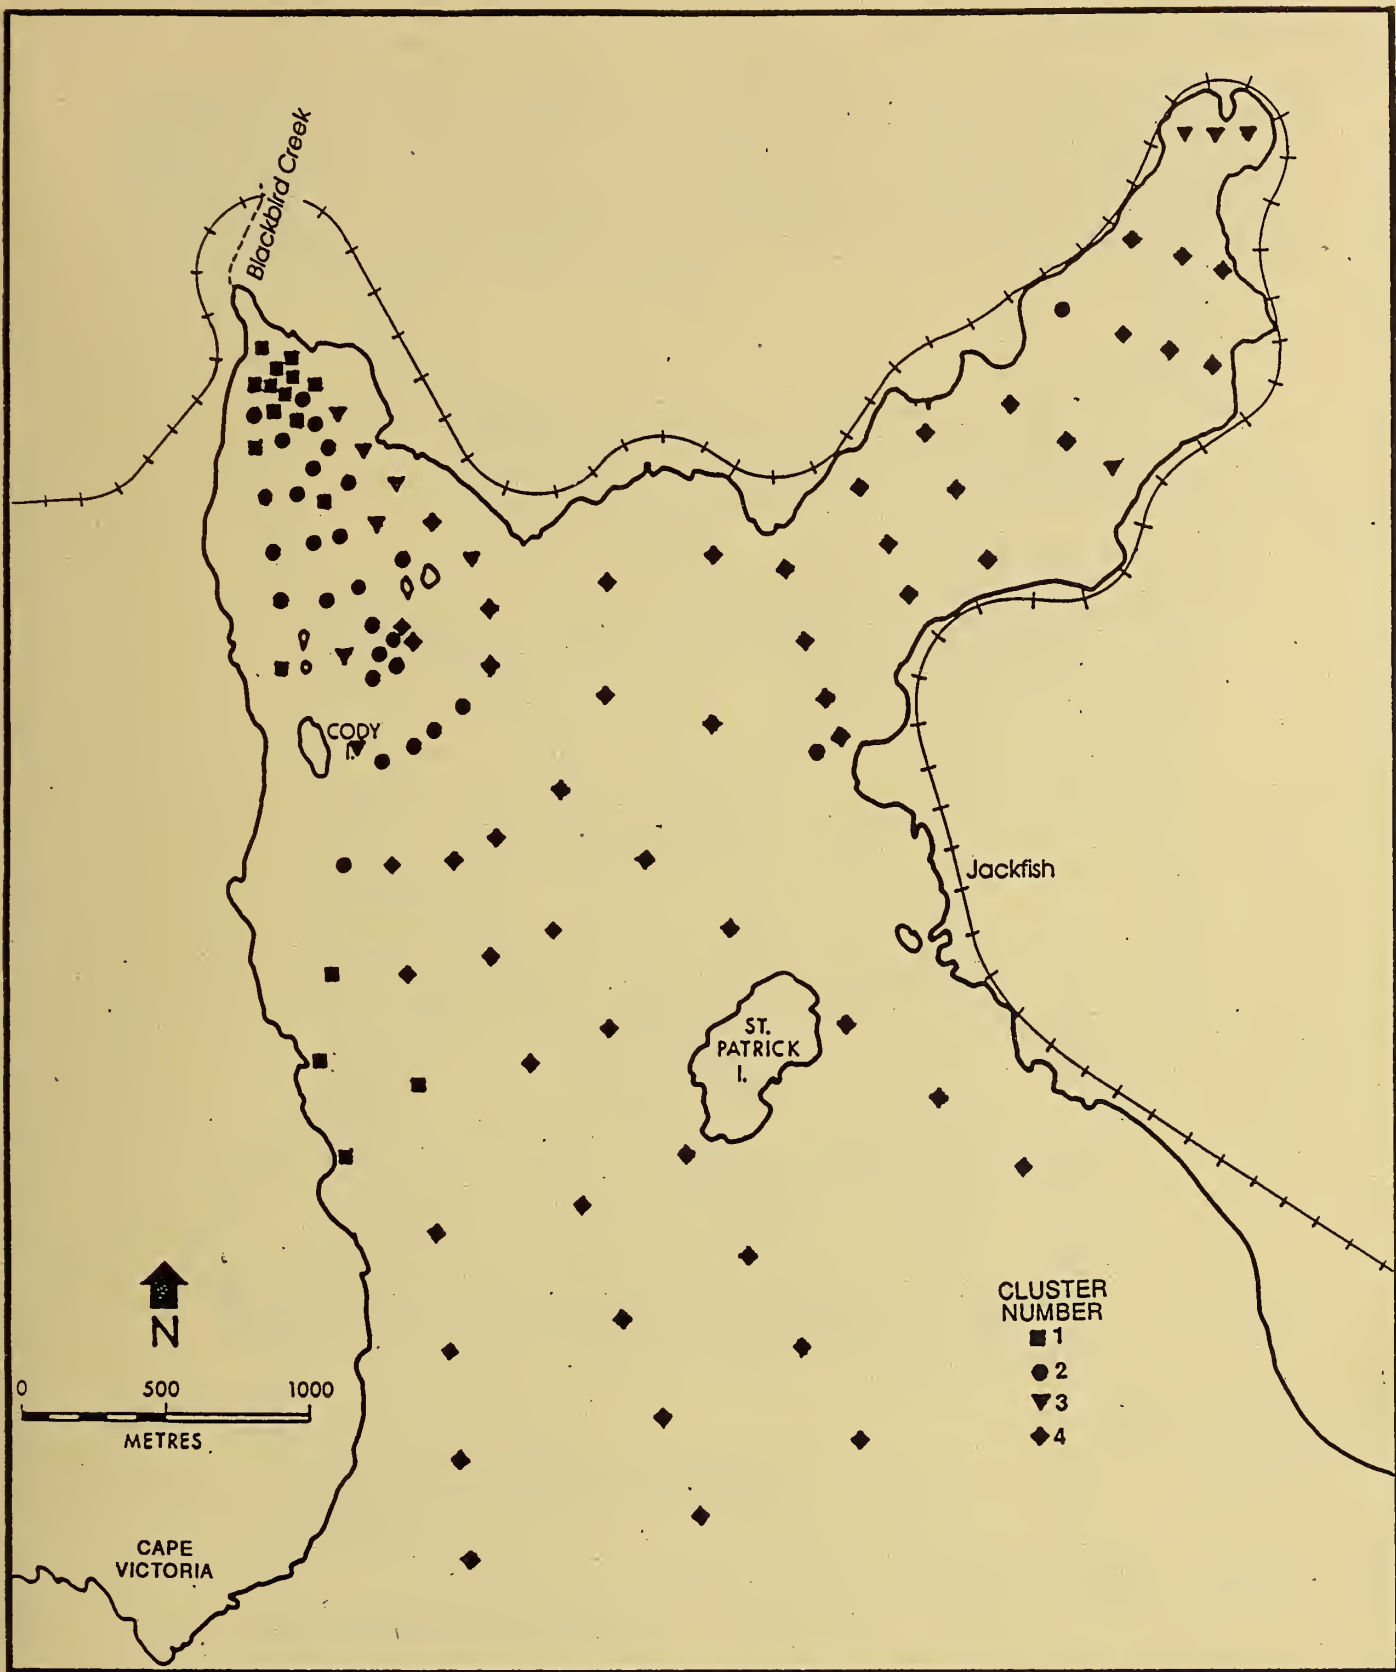 Blackbird Creek
CODY
I.
Jackfish
ST.
PATRICK
I.
CLUSTER
NUMBER
1
2
3
4
N
0 500 1000
METRES
CAPE
VICTORIA